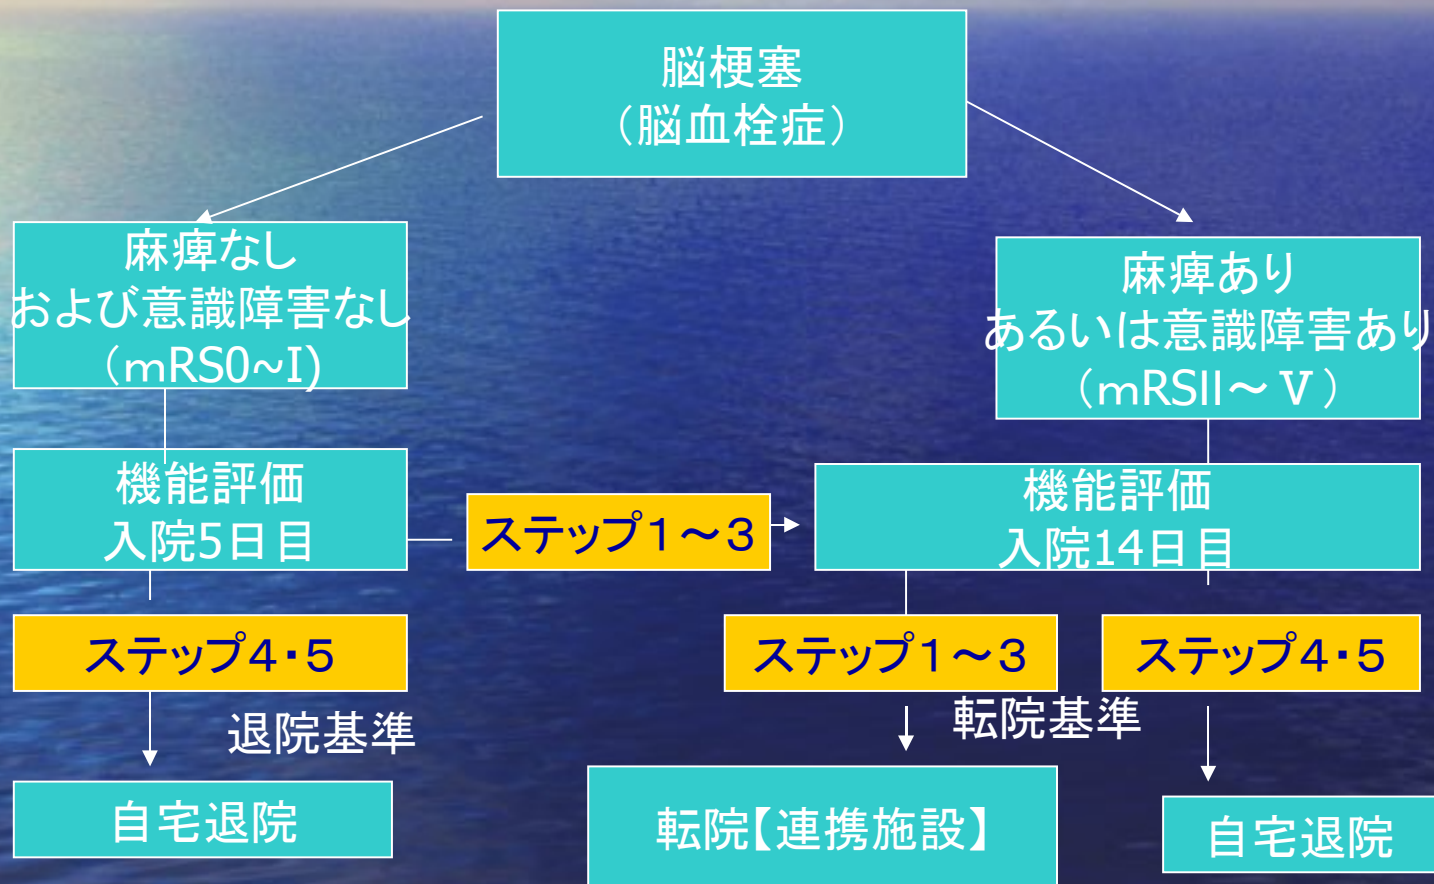 脳梗塞
（脳血栓症）
麻痺なし
および意識障害なし
（mRS0~I)
麻痺あり
あるいは意識障害あり
（mRSII～Ⅴ）
機能評価
入院5日目
ステップ１～３
機能評価
入院14日目
ステップ４・５
ステップ１～３
ステップ４・５
退院基準
転院基準
自宅退院
転院【連携施設】
自宅退院